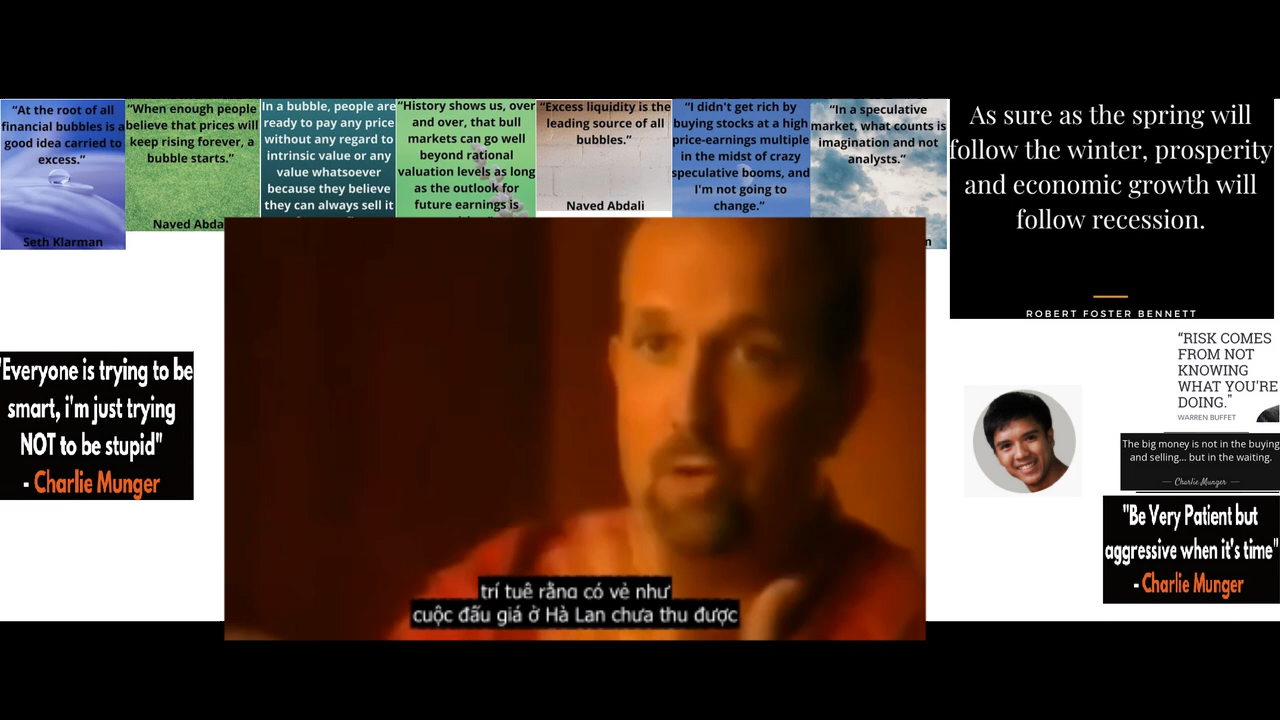 “At the root of all
financial bubbles is a
good idea carried to
excess.”
Seth Klarman
“When enough people
believe that prices will
keep rising forever, a
bubble starts.”
Naved Abda
In a bubble, people are
ready to pay any price
without any regard to
intrinsic value or any
value whatsoever
because they believe
they can always sell it
“History shows us, over
and over, that bull
markets can go well
beyond rational
valuation levels as long
as the outlook for
future earnings is
“Excess liquidity is the
leading source of all
bubbles.”
Naved Abdali
“I didn't get rich by
buying stocks at a high
price-earnings multiple
in the midst of crazy
speculative booms, and
I'm not going to
change.”
“In a speculative
market, what counts is
imagination and not
analysts.”
As sure as the spring will
follow the winter, prosperity
and economic growth will
follow recession.
ROBERT FOSTER BENNETT
"Everyone is trying to be
smart, i'm just trying
NOT to be stupid"
- Charlie Munger
“RISK COMES
FROM NOT
KNOWING
WHAT YOU'RE
DOING.”
WARREN BUFFET
The big money is not in the buying
and selling... but in the waiting.
— Charlie Munger —
"Be Very Patient but
aggressive when it's time"
- Charlie Munger
trí tuệ rằng có vẻ như
cuộc đấu giá ở Hà Lan chưa thu được